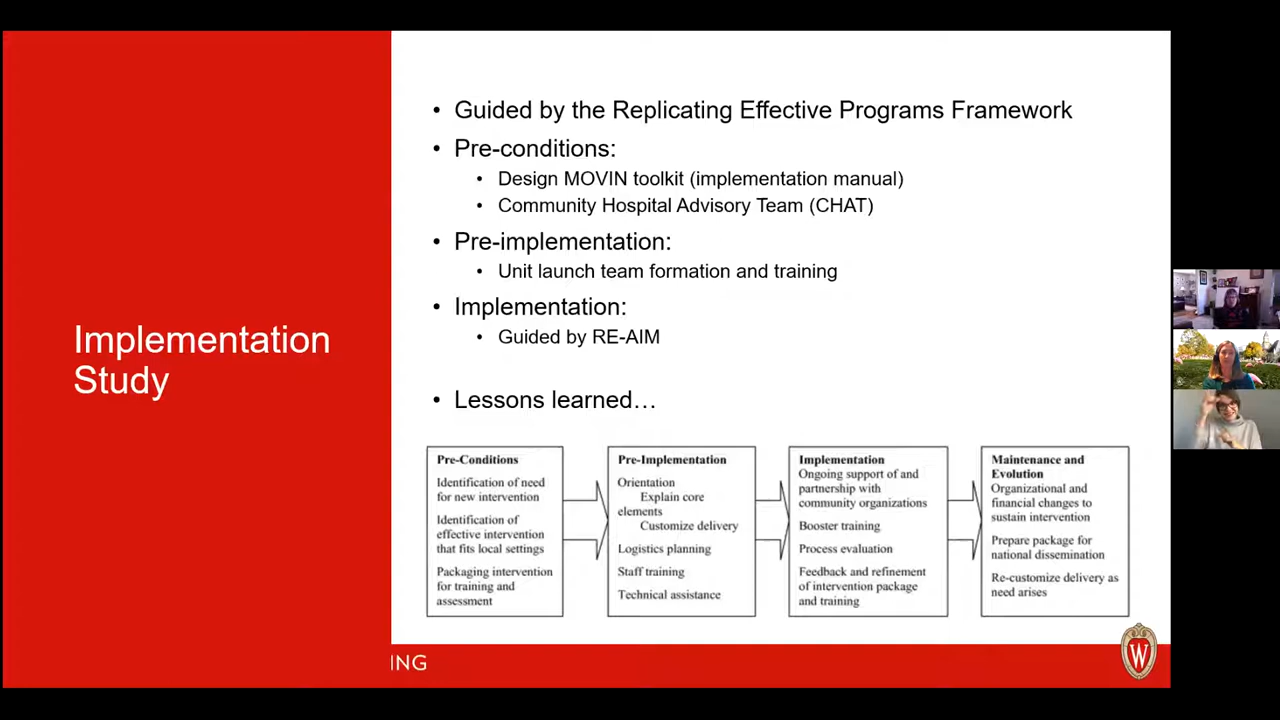 Implementation
Study
• Guided by the Replicating Effective Programs Framework
• Pre-conditions:
• Design MOVIN toolkit (implementation manual)
• Community Hospital Advisory Team (CHAT)
• Pre-implementation:
• Unit launch team formation and training
• Implementation:
• Guided by RE-AIM
• Lessons learned…
Pre-Conditions
Identification of need
for new intervention
Identification of
effective intervention
that fits local settings
Packaging intervention
for training and
assessment
Pre-Implementation
Orientation
Explain core
elements
Customize delivery
Logistics planning
Staff training
Technical assistance
Implementation
Ongoing support of and
partnership with
community organizations
Booster training
Process evaluation
Feedback and refinement
of intervention package
and training
Maintenance and
Evolution
Organizational and
financial changes to
sustain intervention
Prepare package for
national dissemination
Re-customize delivery as
need arises
ING
W